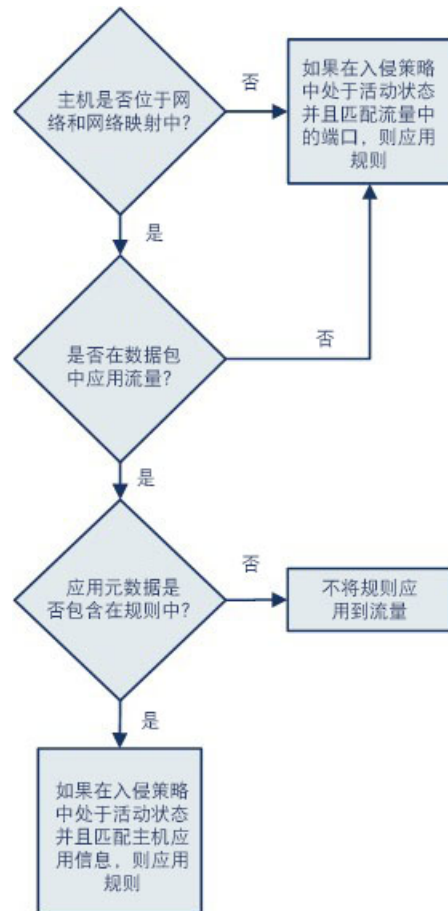 主机是否位于网
络和网络映射中?
否
如果在入侵策略
中处于活动状态
并且匹配流量中
的端口，则应用
规则
是
是否在数据包
中应用流量?
否
是
应用元数据是
否包含在规则中?
否
不将规则应
用到流量
是
如果在入侵策略
中处于活动状态
并且匹配主机应
用信息，则应用
规则